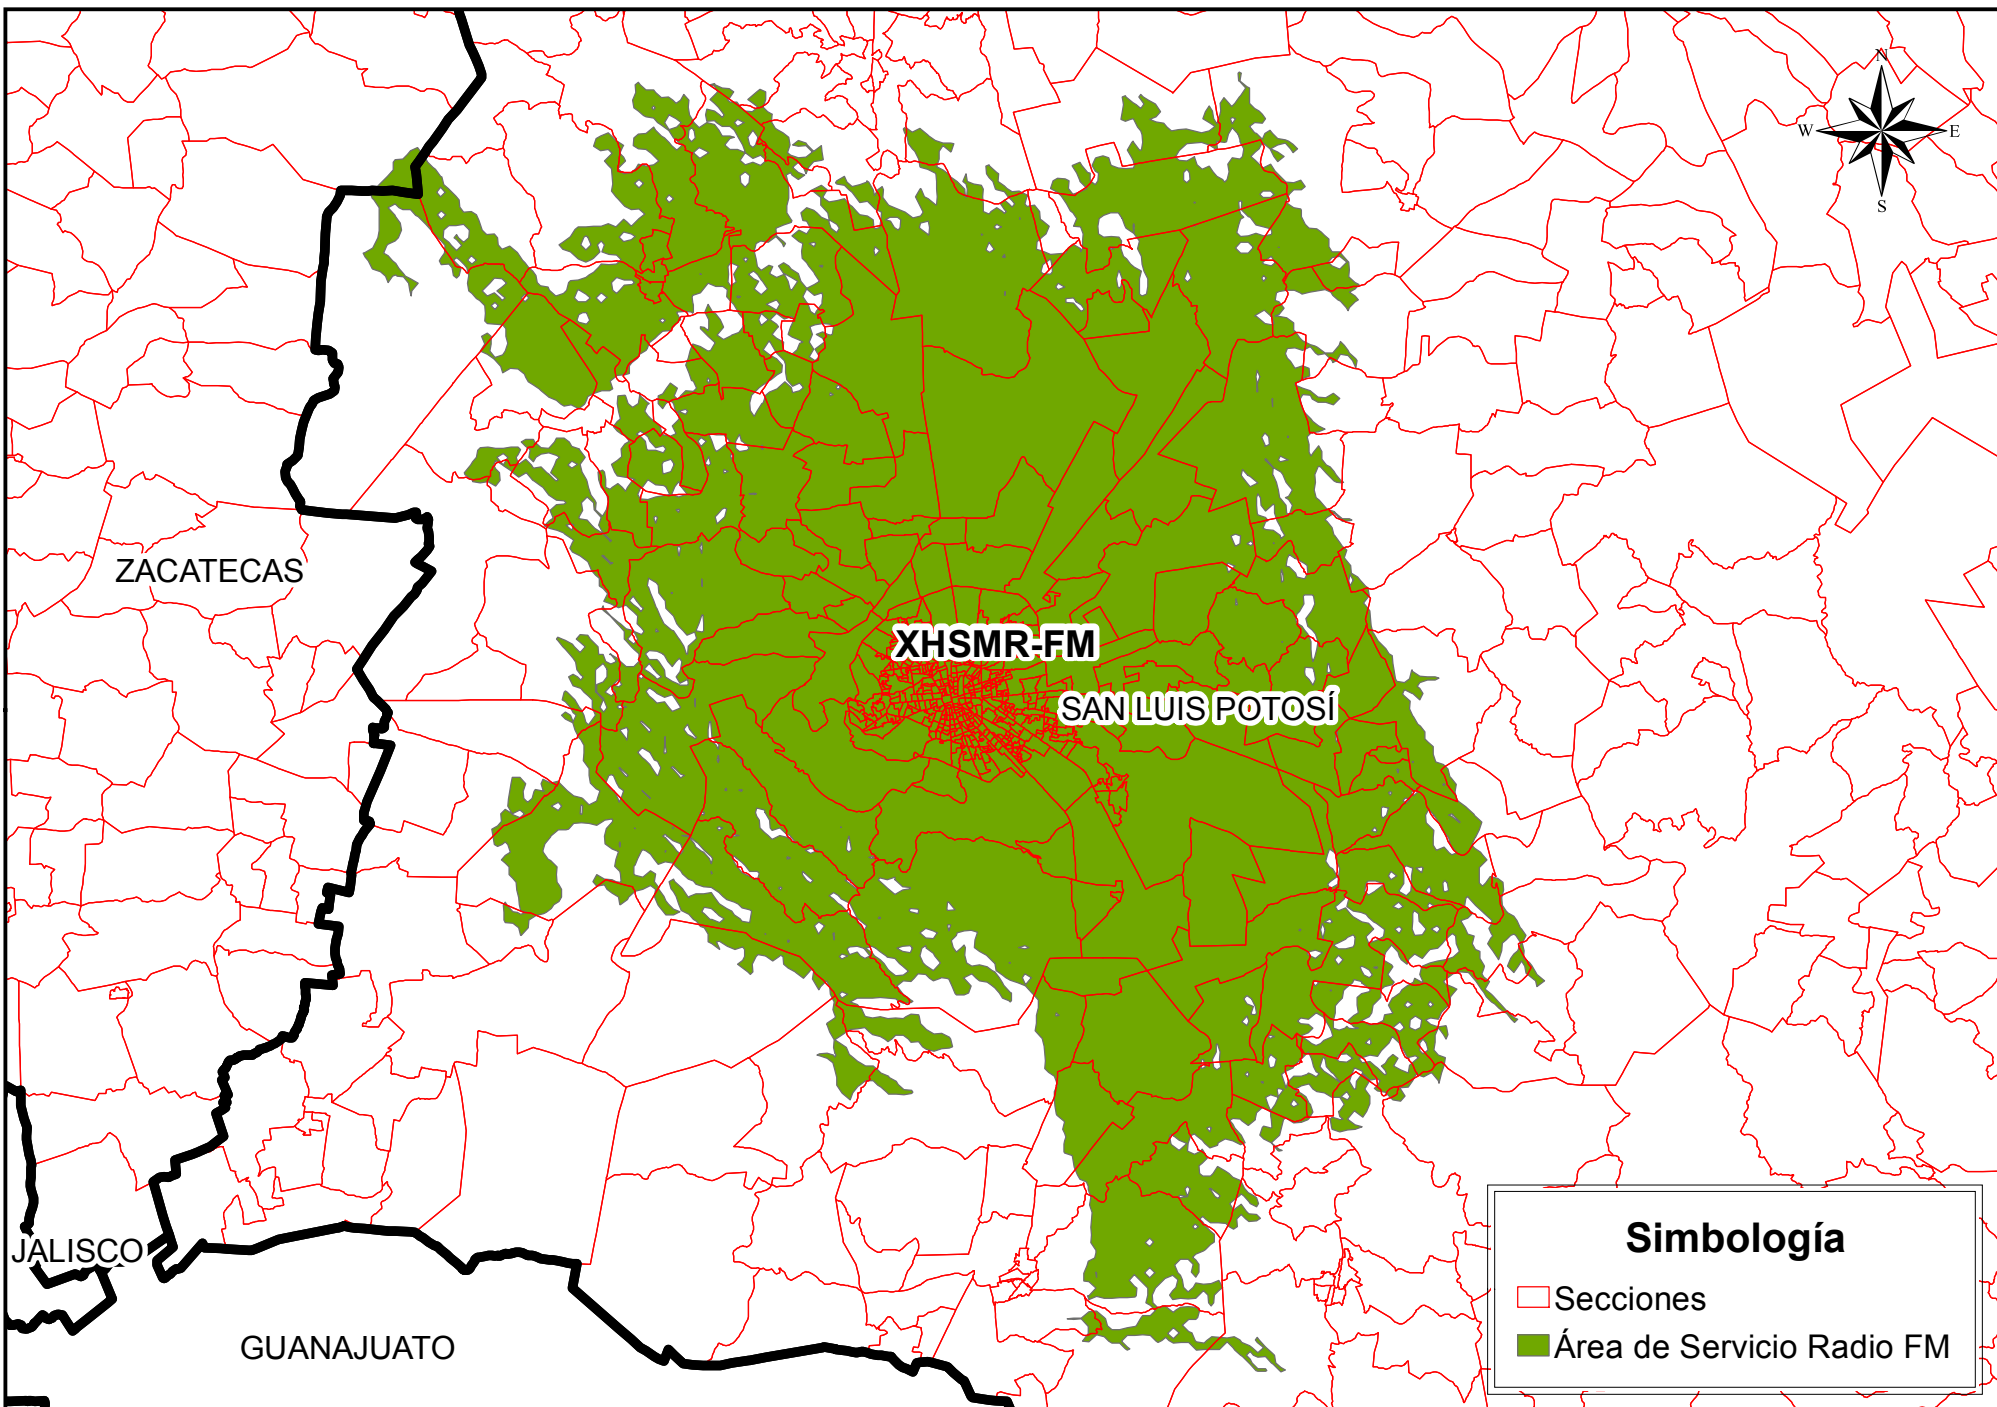 N
W E
S
ZACATECAS
XHSMR-FM
SAN LUIS POTOSÍ
JALISCO
GUANAJUATO
Simbología
Secciones
Área de Servicio Radio FM